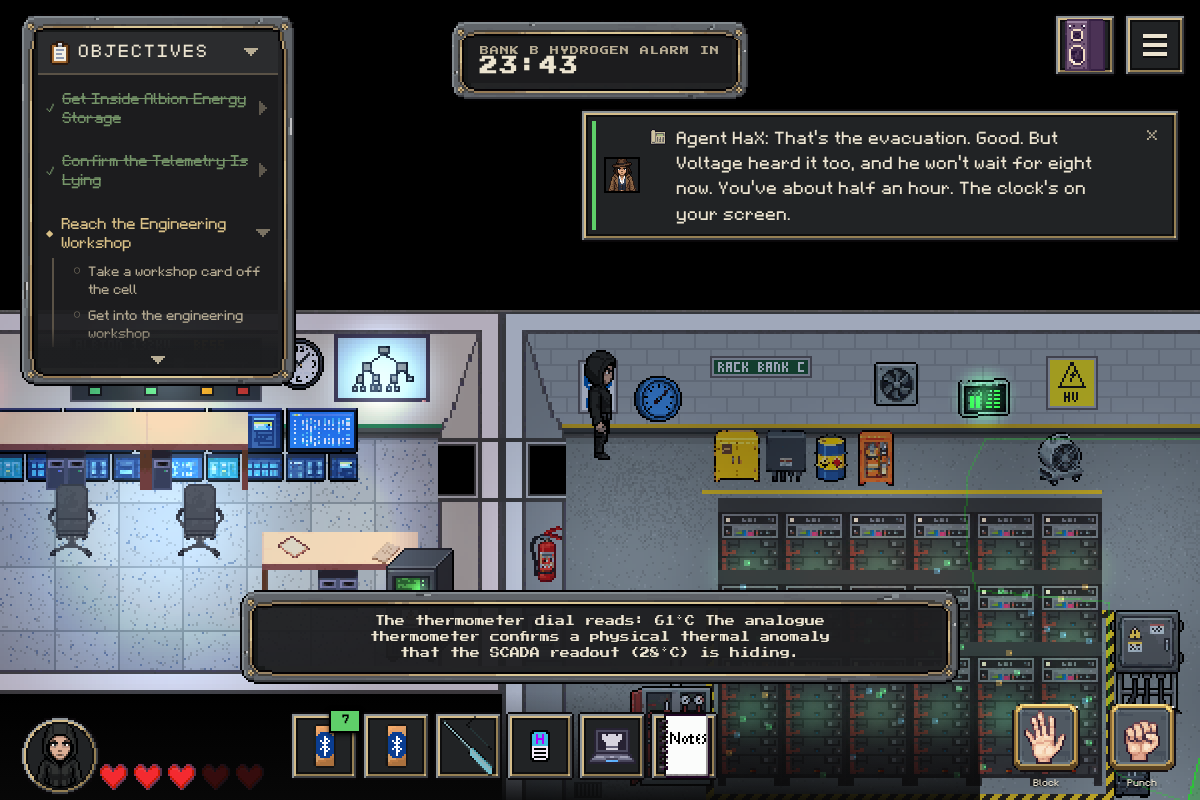 OBJECTIVES
Get Inside Albion Energy
Storage
Confirm the Telemetry Is
Lying
Reach the Engineering
Workshop
Take a workshop card off
the cell
Get into the engineering
workshop
BANK B HYDROGEN ALARM IN
23:43
Agent HaX: That's the evacuation. Good. But
Voltage heard it too, and he won't wait for eight
now. You've about half an hour. The clock's on
your screen.
RACK BANK C
HV
The thermometer dial reads: 61°C The analogue
thermometer confirms a physical thermal anomaly
that the SCADA readout (28°C) is hiding.
7
H
Notes
Block
Punch